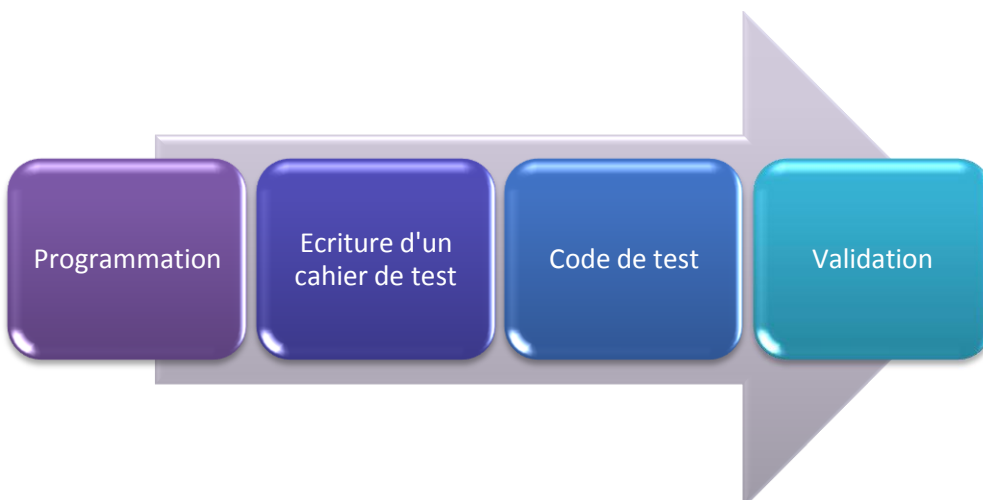 Programmation
Ecriture d'un
cahier de test
Code de test
Validation